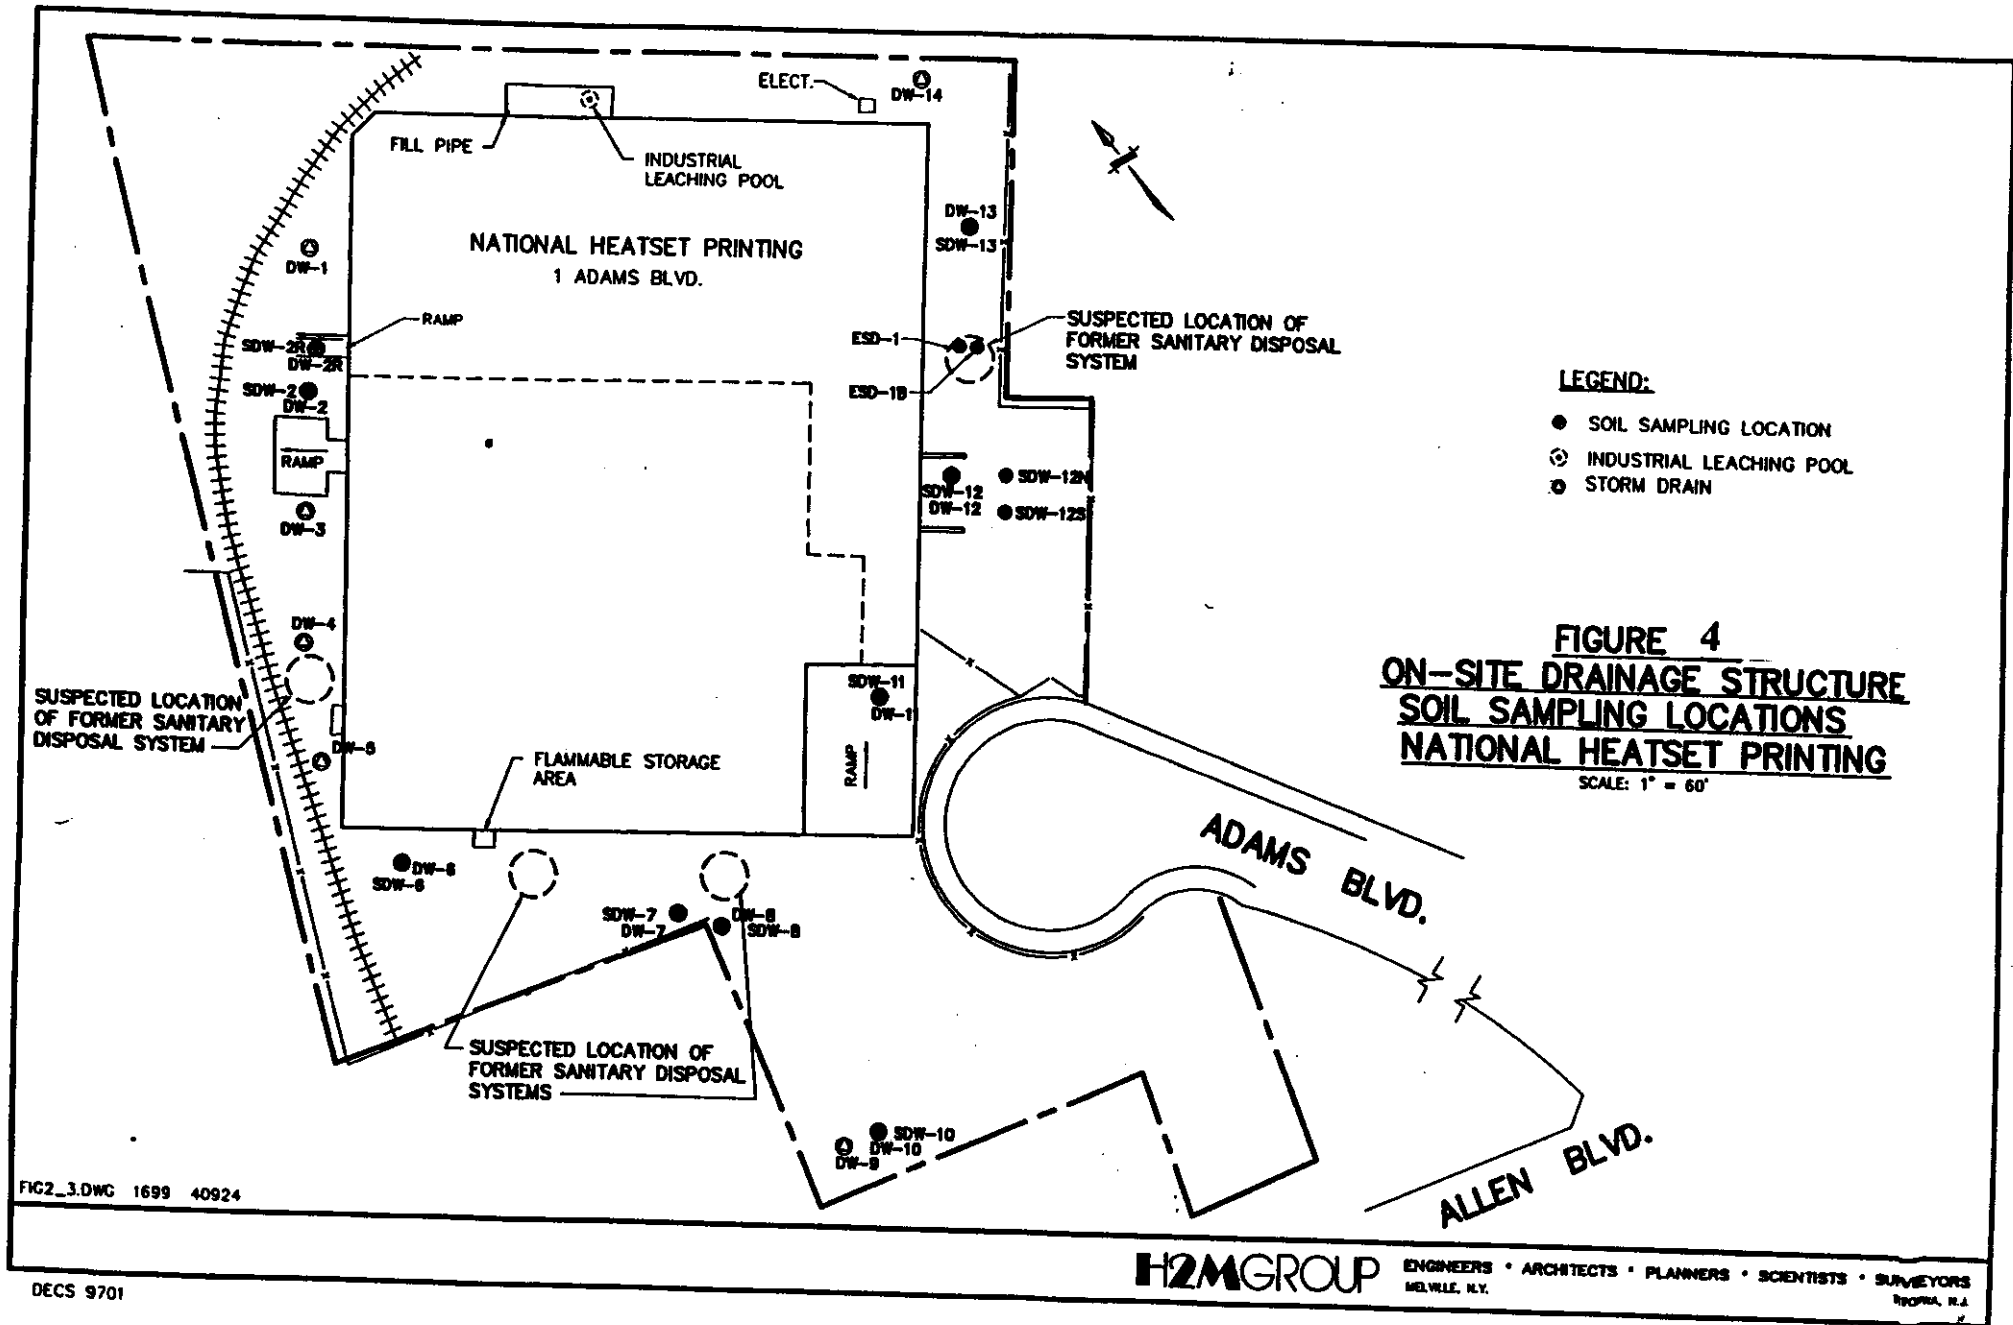 ELECT.
DW-14
FILL PIPE
INDUSTRIAL
LEACHING POOL
DW-13
SDW-13
NATIONAL HEATSET PRINTING
1 ADAMS BLVD.
DW-1
RAMP
SDW-2R
DW-2R
SDW-2
DW-2
RAMP
DW-3
ESD-1
ESD-1B
SUSPECTED LOCATION OF
FORMER SANITARY DISPOSAL
SYSTEM
LEGEND:
SOIL SAMPLING LOCATION
INDUSTRIAL LEACHING POOL
STORM DRAIN
SDW-12
DW-12
SDW-12N
SDW-12S
DW-4
SUSPECTED LOCATION
OF FORMER SANITARY
DISPOSAL SYSTEM
DW-5
SDW-11
DW-11
RAMP
FLAMMABLE STORAGE
AREA
FIGURE 4
ON-SITE DRAINAGE STRUCTURE
SOIL SAMPLING LOCATIONS
NATIONAL HEATSET PRINTING
SCALE: 1" = 60'
ADAMS BLVD.
DW-6
SDW-6
SDW-7
DW-7
DW-8
SDW-8
SUSPECTED LOCATION OF
FORMER SANITARY DISPOSAL
SYSTEMS
SDW-10
DW-10
DW-9
ALLEN BLVD.
FIG2_3.DWG 1699 40924
H2MGROUP
ENGINEERS • ARCHITECTS • PLANNERS • SCIENTISTS • SURVEYORS
MELVILLE, N.Y.
N.J.
DECS 9701